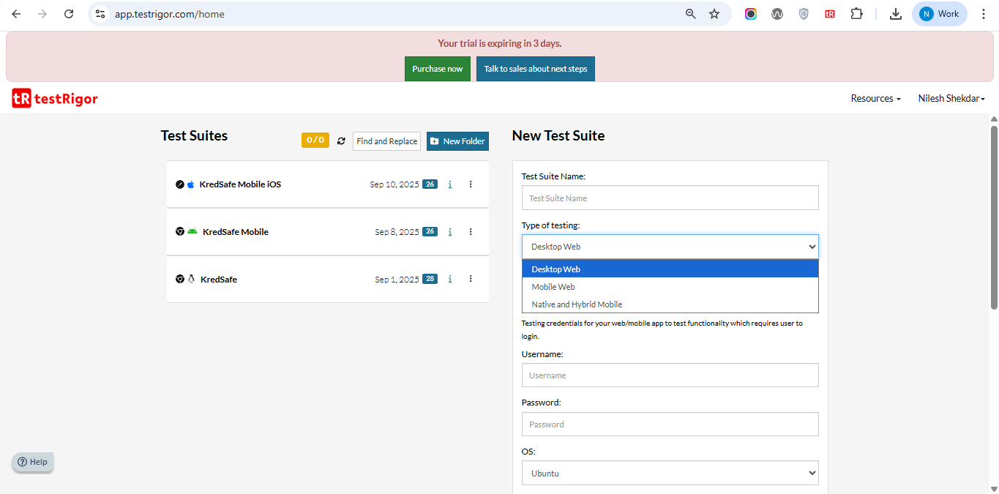 app.testrigor.com/home
tR
N Work
Your trial is expiring in 3 days.
Purchase now
Talk to sales about next steps
tR testRigor
Resources
Nilesh Shekdar
Test Suites
0 / 0
Find and Replace
New Folder
KredSafe Mobile iOS
Sep 10, 2025 26 i
KredSafe Mobile
Sep 8, 2025 26 i
KredSafe
Sep 1, 2025 28 i
New Test Suite
Test Suite Name:
Test Suite Name
Type of testing:
Desktop Web
Desktop Web
Mobile Web
Native and Hybrid Mobile
Testing credentials for your web/mobile app to test functionality which requires user to
login.
Username:
Username
Password:
Password
OS:
Ubuntu
? Help